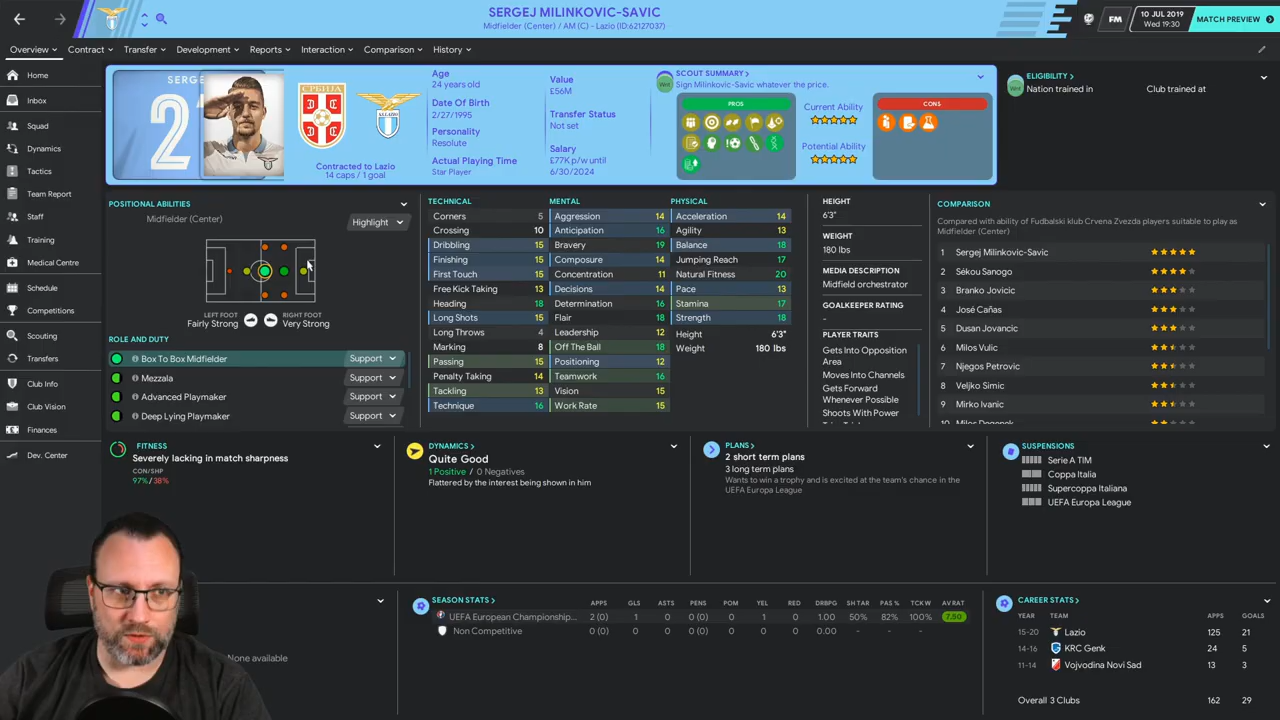 SERGEJ MILINKOVIC-SAVIC
Midfielder (Center) / AM (C) - Lazio (ID:62127037)
FM
10 JUL 2019
Wed 19:30
MATCH PREVIEW
Overview
Contract
Transfer
Development
Reports
Interaction
Comparison
History
Home
Inbox
Squad
Dynamics
Tactics
Team Report
Staff
Training
Medical Centre
Schedule
Competitions
Scouting
Transfers
Club Info
Club Vision
Finances
Dev. Center
SERGE
2
Contracted to Lazio
14 caps / 1 goal
Age
24 years old
Date Of Birth
2/27/1995
Personality
Resolute
Actual Playing Time
Star Player
Value
£56M
Transfer Status
Not set
Salary
£77K p/w until
6/30/2024
Wnt
SCOUT SUMMARY>
Sign Milinkovic-Savic whatever the price.
PROS
Current Ability
Potential Ability
CONS
Wnt
ELIGIBILITY >
Nation trained in
Club trained at
POSITIONAL ABILITIES
Midfielder (Center)
Highlight
LEFT FOOT
Fairly Strong
RIGHT FOOT
Very Strong
ROLE AND DUTY
Box To Box Midfielder Support
Mezzala Support
Advanced Playmaker Support
Deep Lying Playmaker Support
TECHNICAL
Corners 5
Crossing 10
Dribbling 15
Finishing 15
First Touch 15
Free Kick Taking 13
Heading 18
Long Shots 15
Long Throws 4
Marking 8
Passing 15
Penalty Taking 14
Tackling 13
Technique 16
MENTAL
Aggression 14
Anticipation 16
Bravery 19
Composure 14
Concentration 11
Decisions 14
Determination 16
Flair 18
Leadership 12
Off The Ball 18
Positioning 12
Teamwork 16
Vision 15
Work Rate 15
PHYSICAL
Acceleration 14
Agility 13
Balance 18
Jumping Reach 17
Natural Fitness 20
Pace 13
Stamina 17
Strength 18
Height 6'3"
Weight 180 lbs
HEIGHT
6'3"
WEIGHT
180 lbs
MEDIA DESCRIPTION
Midfield orchestrator
GOALKEEPER RATING
-
PLAYER TRAITS
Gets Into Opposition
Area
Moves Into Channels
Gets Forward
Whenever Possible
Shoots With Power
COMPARISON
Compared with ability of Fudbalski klub Crvena Zvezda players suitable to play as
Midfielder (Center)
1 Sergej Milinkovic-Savic
2 Sékou Sanogo
3 Branko Jovicic
4 José Cañas
5 Dusan Jovancic
6 Milos Vulic
7 Njegos Petrovic
8 Veljko Simic
9 Mirko Ivanic
10 Milos Degenek
FITNESS
Severely lacking in match sharpness
CON/SHP
97%/38%
DYNAMICS>
Quite Good
1 Positive / 0 Negatives
Flattered by the interest being shown in him
PLANS>
2 short term plans
3 long term plans
Wants to win a trophy and is excited at the team's chance in the
UEFA Europa League
SUSPENSIONS
Serie A TIM
Coppa Italia
Supercoppa Italiana
UEFA Europa League
None available
SEASON STATS>
APPS GLS ASTS PENS POM YEL RED DRBPG SH TAR PAS % TCK W AV RAT
UEFA European Championship... 2 (0) 1 0 0 (0) 0 1 0 1.00 50% 82% 100% 7.50
Non Competitive 0 (0) 0 0 0 (0) 0 0 0 0.00 - - - -
CAREER STATS>
YEAR TEAM APPS GOALS
15-20 Lazio 125 21
14-16 KRC Genk 24 5
11-14 Vojvodina Novi Sad 13 3
Overall 3 Clubs 162 29